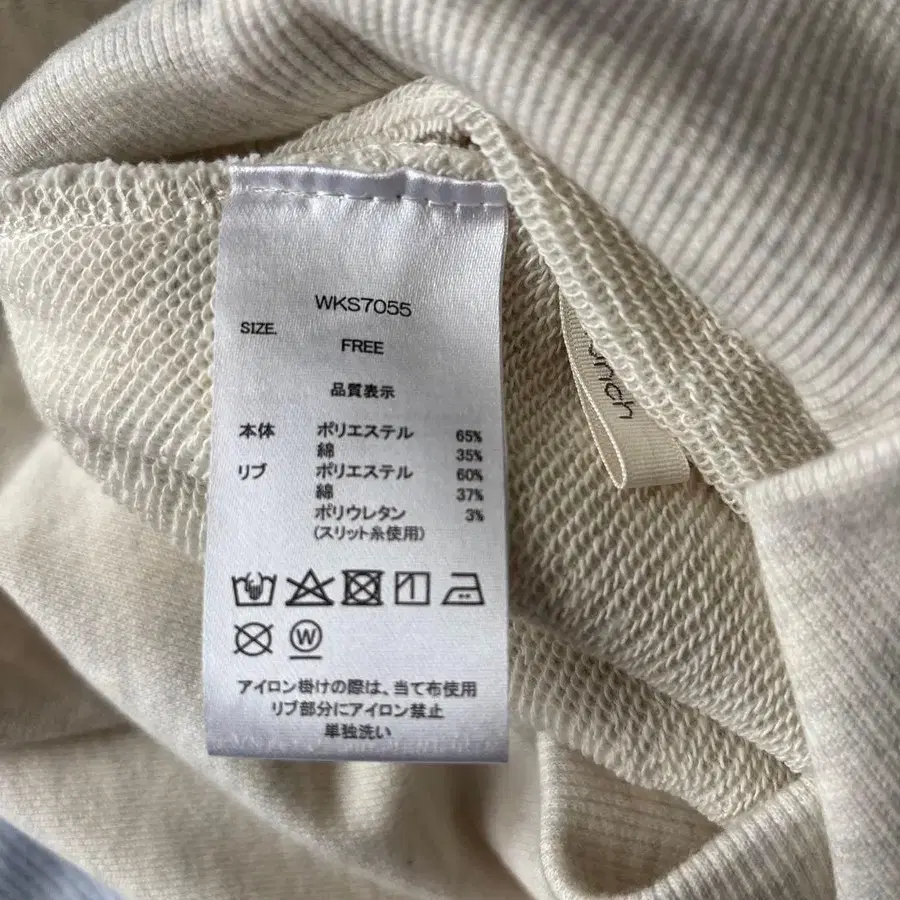 WKS7055
SIZE. FREE
品質表示
本体 ポリエステル 65%
綿 35%
リブ ポリエステル 60%
綿 37%
ポリウレタン 3%
(スリット糸使用)
W
アイロン掛けの際は、当て布使用
リブ部分にアイロン禁止
単独洗い